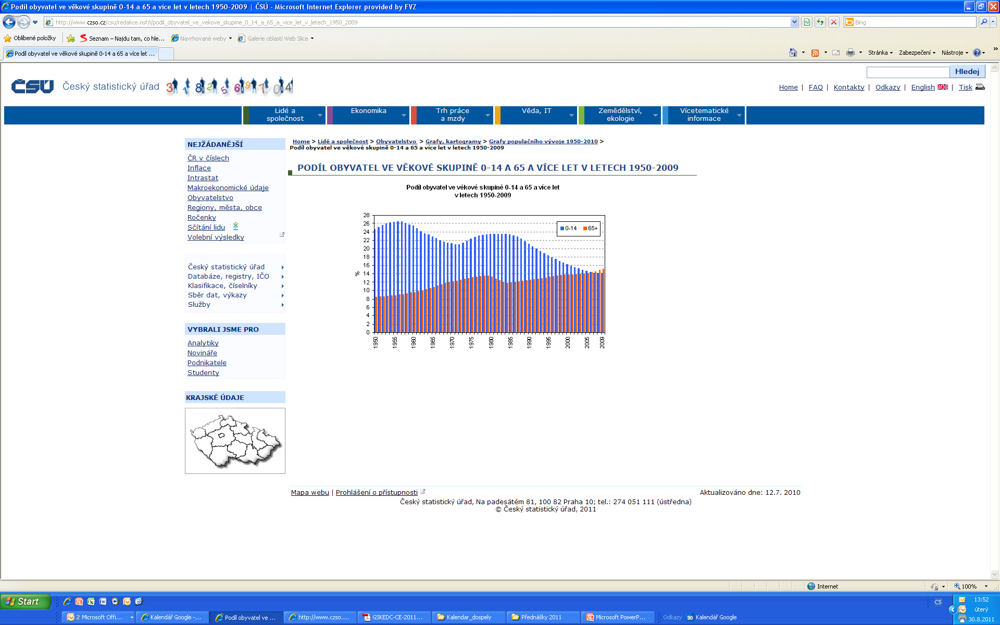 Podíl obyvatel ve věkové skupině 0-14 a 65 a více let v letech 1950-2009 | ČSÚ - Microsoft Internet Explorer provided by FVZ
http://www.czso.cz/csu/redakce.nsf/i/podil_obyvatel_ve_vekove_skupine_0_14_a_65_a_vice_let_v_letech_1950_2009
Bing
Oblíbené položky
Seznam – Najdu tam, co hle...
Navrhované weby
Galerie oblastí Web Slice
Podíl obyvatel ve věkové skupině 0-14 a 65 a více let ...
Stránka
Zabezpečení
Nástroje
Hledej
ČSÚ
Český statistický úřad
3 1 8 2 5 6 9 7 0 4
Home | FAQ | Kontakty | Odkazy | English | Tisk
Lidé a společnost
Ekonomika
Trh práce a mzdy
Věda, IT
Zemědělství, ekologie
Vícetematické informace
NEJŽÁDANĚJŠÍ
ČR v číslech
Inflace
Intrastat
Makroekonomické údaje
Obyvatelstvo
Regiony, města, obce
Ročenky
Sčítání lidu
Volební výsledky
Český statistický úřad
Databáze, registry, IČO
Klasifikace, číselníky
Sběr dat, výkazy
Služby
VYBRALI JSME PRO
Analytiky
Novináře
Podnikatele
Studenty
KRAJSKÉ ÚDAJE
Home > Lidé a společnost > Obyvatelstvo > Grafy, kartogramy > Grafy populačního vývoje 1950-2010 >
Podíl obyvatel ve věkové skupině 0-14 a 65 a více let v letech 1950-2009
PODÍL OBYVATEL VE VĚKOVÉ SKUPINĚ 0-14 A 65 A VÍCE LET V LETECH 1950-2009
Podíl obyvatel ve věkové skupině 0-14 a 65 a více let
v letech 1950-2009
28
26
24
22
20
18
16
14
12
10
8
6
4
2
0
%
0-14 65+
1950 1955 1960 1965 1970 1975 1980 1985 1990 1995 2000 2005 2009
Mapa webu | Prohlášení o přístupnosti
Aktualizováno dne: 12.7. 2010
Český statistický úřad, Na padesátém 81, 100 82 Praha 10; tel.: 274 051 111 (ústředna)
© Český statistický úřad, 2011
Internet
100%
Start
CS
13:52
úterý
30.8.2011
2 Microsoft Offi...
Kalendář Google -...
Podíl obyvatel ve ...
http://www.czso....
GSKEDC-CE-2011...
Kalendar_dospely
Přednášky 2011
Microsoft PowerP...
Odkazy
30 Kalendář Google